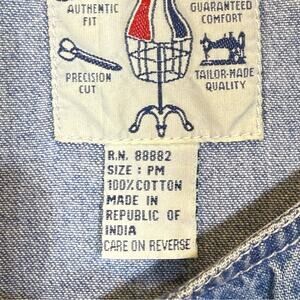 AUTHENTIC
FIT
GUARANTEED
COMFORT
PRECISION
CUT
TAILOR-MADE
QUALITY
R.N. 88882
SIZE : PM
100% COTTON
MADE IN
REPUBLIC OF
INDIA
CARE ON REVERSE